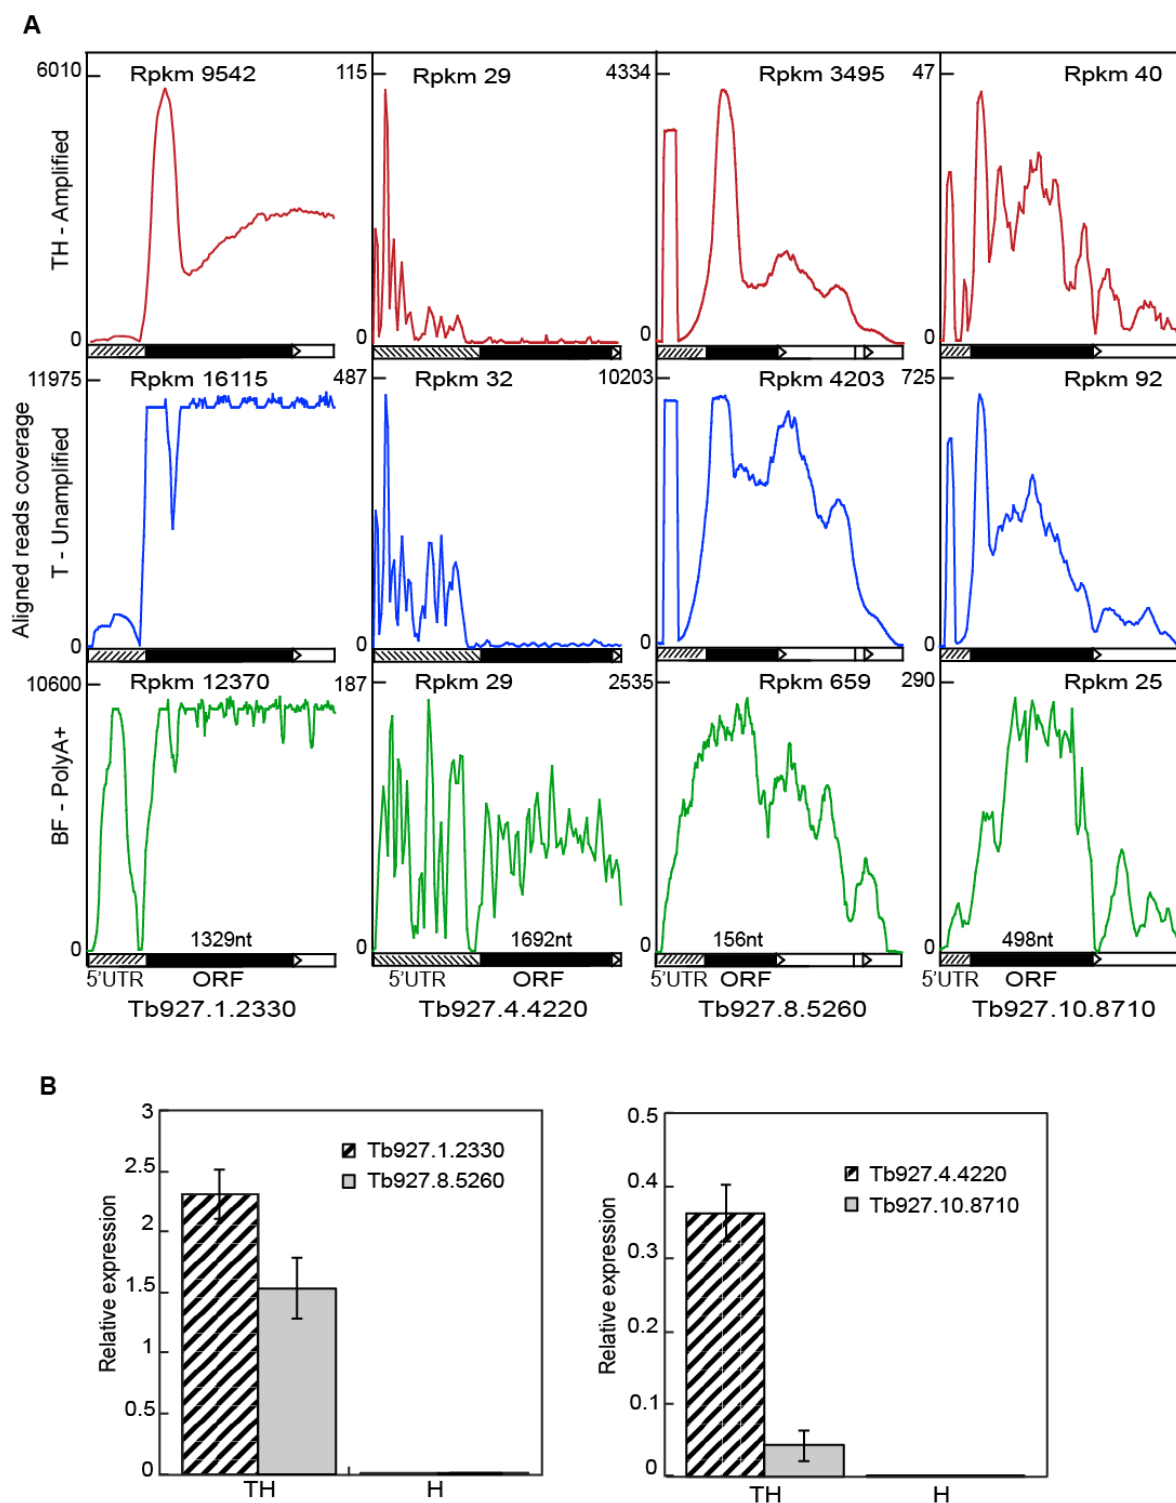 A
6010 Rpkm 9542 115 Rpkm 29 4334 Rpkm 3495 47 Rpkm 40
TH - Amplified
0 0 0 0
11975 Rpkm 16115 487 Rpkm 32 10203 Rpkm 4203 725 Rpkm 92
Aligned reads coverage
T - Unamplified
0 0 0 0
10600 Rpkm 12370 187 Rpkm 29 2535 Rpkm 659 290 Rpkm 25
BF - PolyA+
1329nt 1692nt 156nt 498nt
0 0 0 0
5'UTR ORF 5'UTR ORF 5'UTR ORF 5'UTR ORF
Tb927.1.2330 Tb927.4.4220 Tb927.8.5260 Tb927.10.8710
B
Relative expression
3
2.5
2
1.5
1
0.5
0
Tb927.1.2330
Tb927.8.5260
TH H
Relative expression
0.5
0.4
0.3
0.2
0.1
0
Tb927.4.4220
Tb927.10.8710
TH H